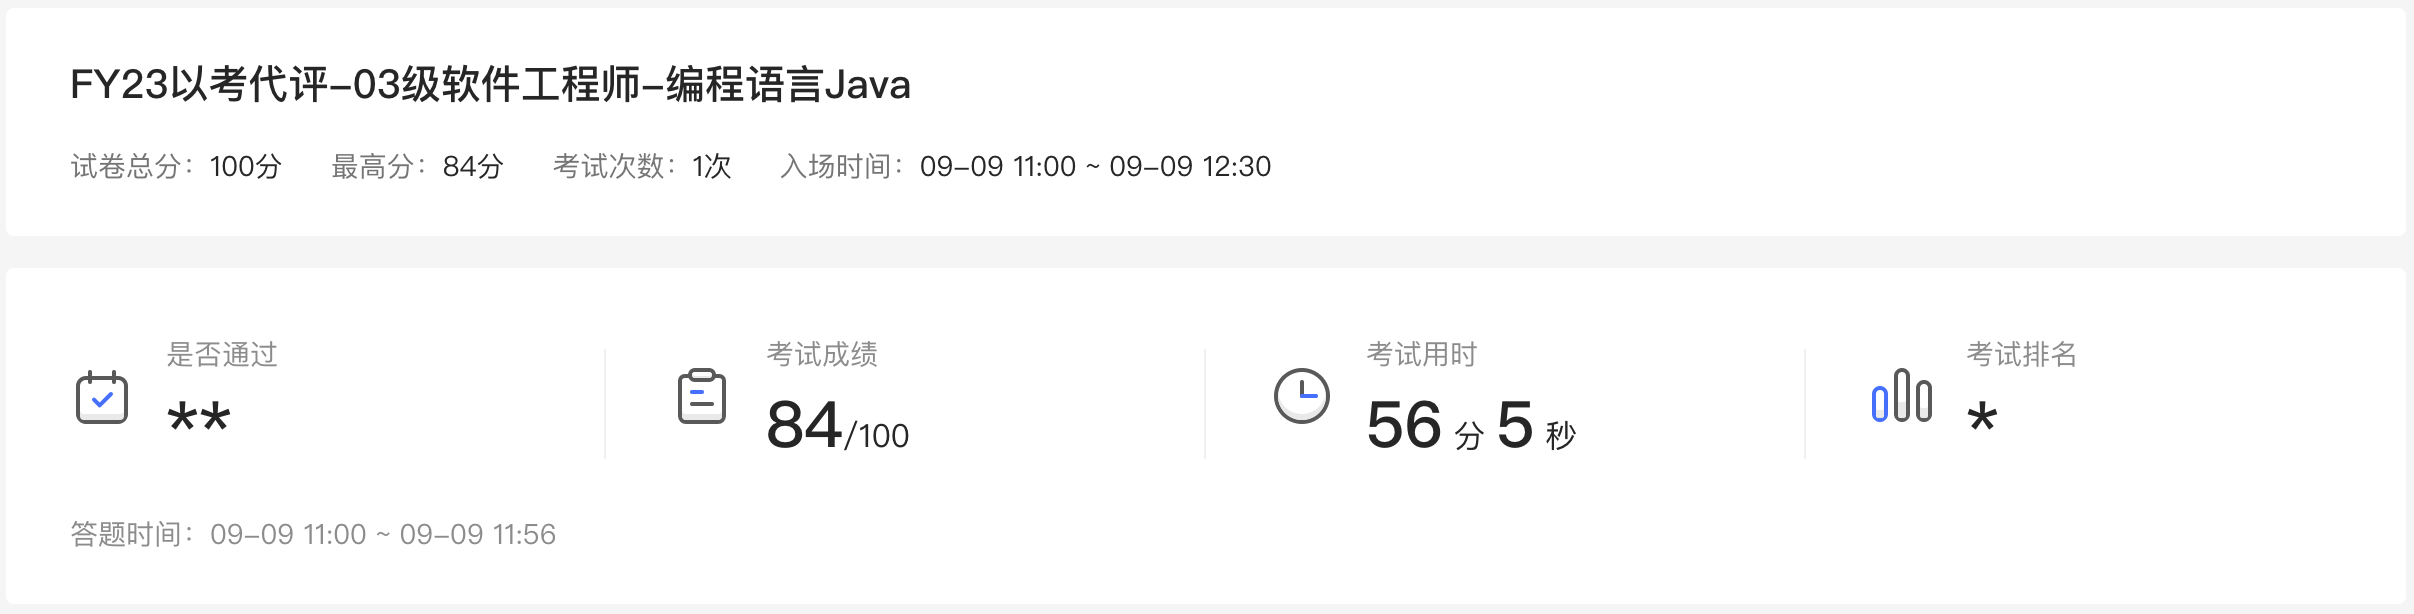 FY23以考代评-03级软件工程师-编程语言Java
试卷总分：100分 最高分：84分 考试次数：1次 入场时间：09-09 11:00 ~ 09-09 12:30
是否通过 考试成绩 考试用时 考试排名
** 84/100 56 分 5 秒 *
答题时间：09-09 11:00 ~ 09-09 11:56